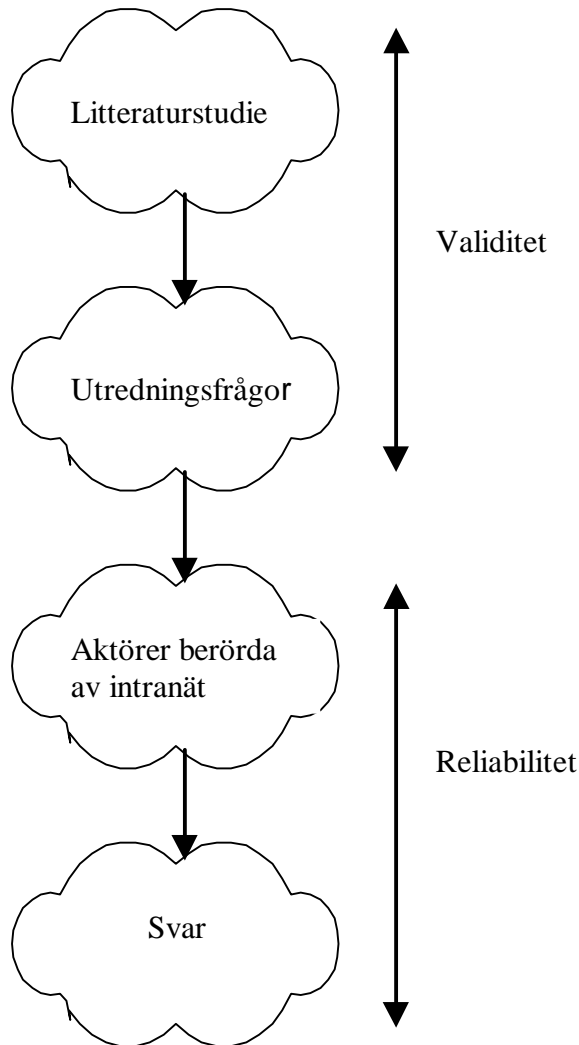 Litteraturstudie
Validitet
Utredningsfrågor
Aktörer berörda
av intranät
Reliabilitet
Svar